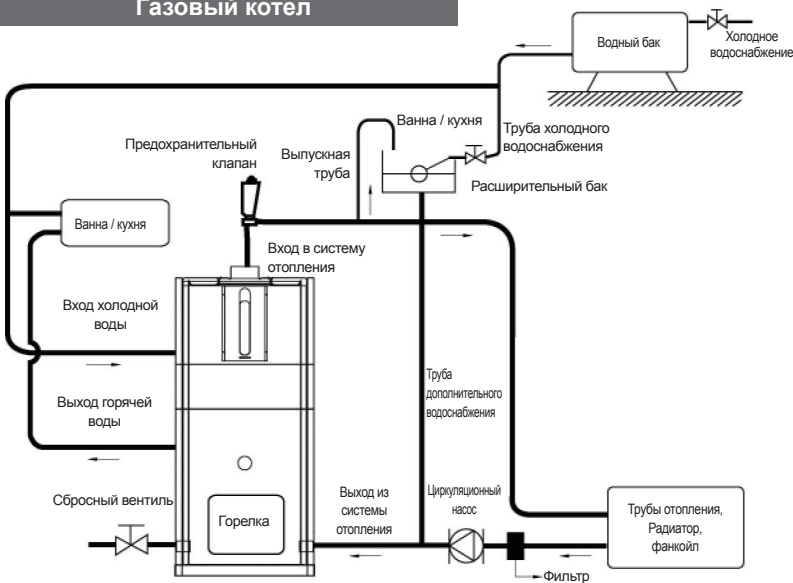 Газовый котел
Водный бак
Холодное
водоснабжение
Ванна / кухня
Труба холодного
водоснабжения
Предохранительный
клапан
Выпускная
труба
Расширительный бак
Ванна / кухня
Вход в систему
отопления
Вход холодной
воды
Труба
дополнительного
водоснабжения
Выход горячей
воды
Сбросный вентиль
Горелка
Выход из
системы
отопления
Циркуляционный
насос
Трубы отопления,
Радиатор,
фанкойл
Фильтр